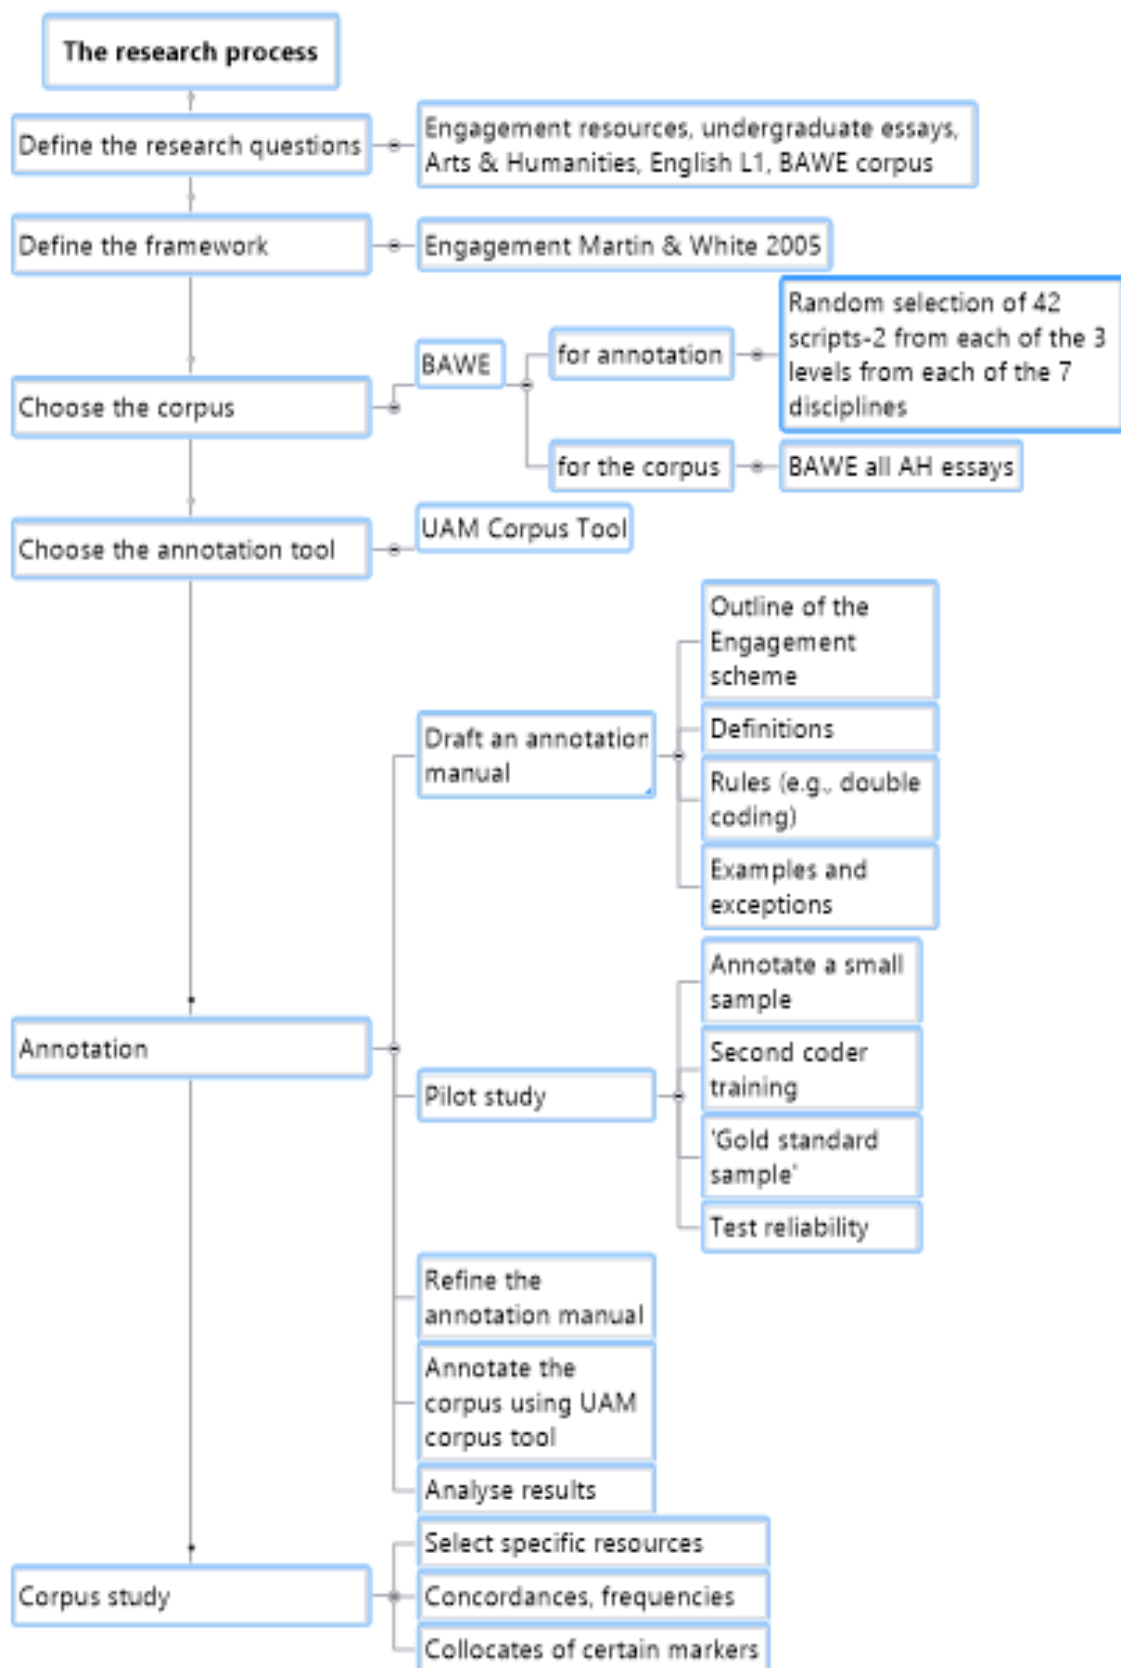 The research process
Define the research questions
Engagement resources, undergraduate essays,
Arts & Humanities, English L1, BAWE corpus
Define the framework
Engagement Martin & White 2005
Choose the corpus
BAWE
for annotation
Random selection of 42
scripts-2 from each of the 3
levels from each of the 7
disciplines
for the corpus
BAWE all AH essays
Choose the annotation tool
UAM Corpus Tool
Annotation
Draft an annotation
manual
Outline of the
Engagement
scheme
Definitions
Rules (e.g., double
coding)
Examples and
exceptions
Pilot study
Annotate a small
sample
Second coder
training
'Gold standard
sample'
Test reliability
Refine the
annotation manual
Annotate the
corpus using UAM
corpus tool
Analyse results
Corpus study
Select specific resources
Concordances, frequencies
Collocates of certain markers